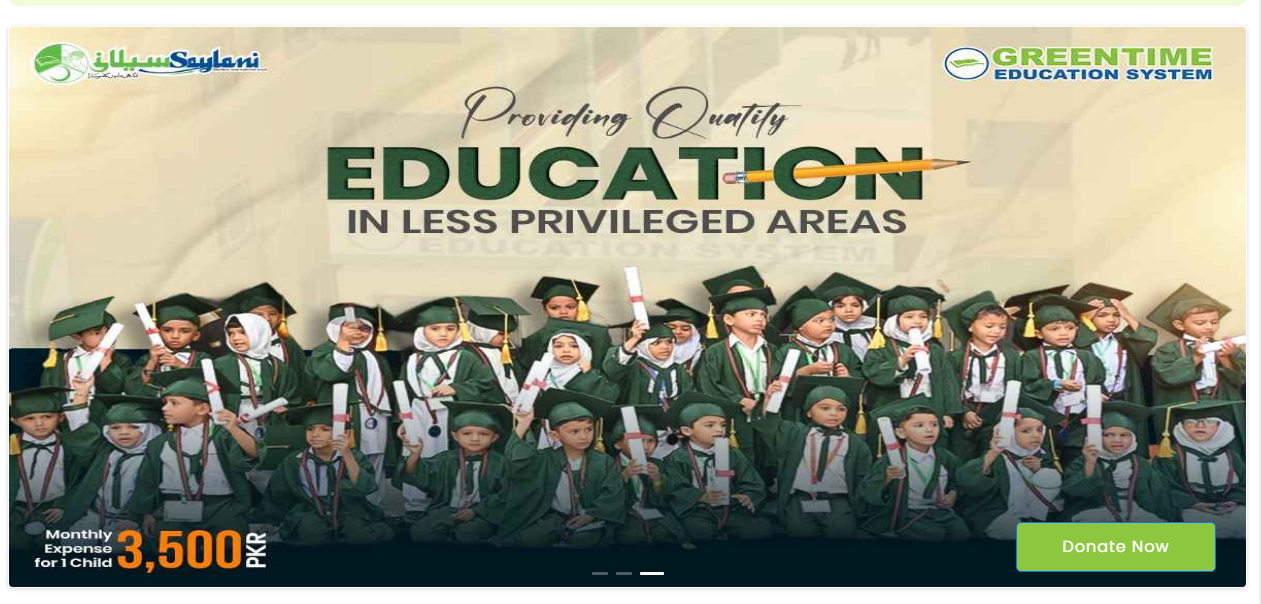 سیلانی Saylani
GREENTIME
EDUCATION SYSTEM
Providing Quality
EDUCATION
IN LESS PRIVILEGED AREAS
EDUCATION SYSTEM
Monthly
Expense
for 1 Child
3,500 PKR
Donate Now